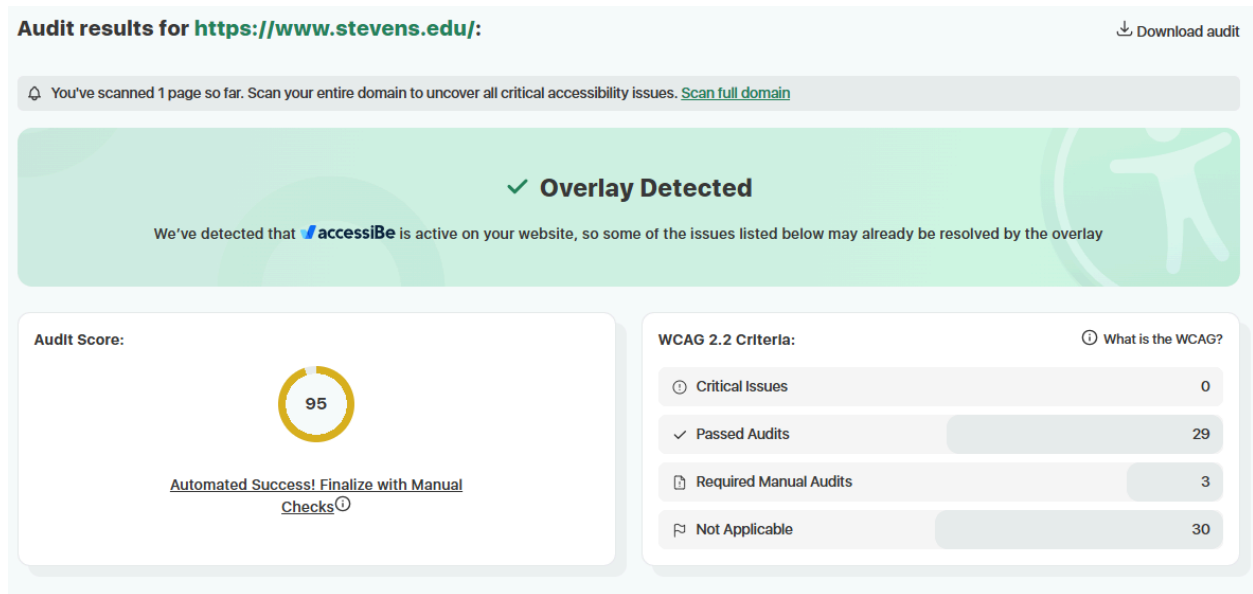 Audit results for https://www.stevens.edu/:
Download audit
You've scanned 1 page so far. Scan your entire domain to uncover all critical accessibility issues. Scan full domain
Overlay Detected
We've detected that accessiBe is active on your website, so some of the issues listed below may already be resolved by the overlay
Audit Score:
95
Automated Success! Finalize with Manual
Checks
WCAG 2.2 Criteria:
What is the WCAG?
Critical Issues 0
Passed Audits 29
Required Manual Audits 3
Not Applicable 30